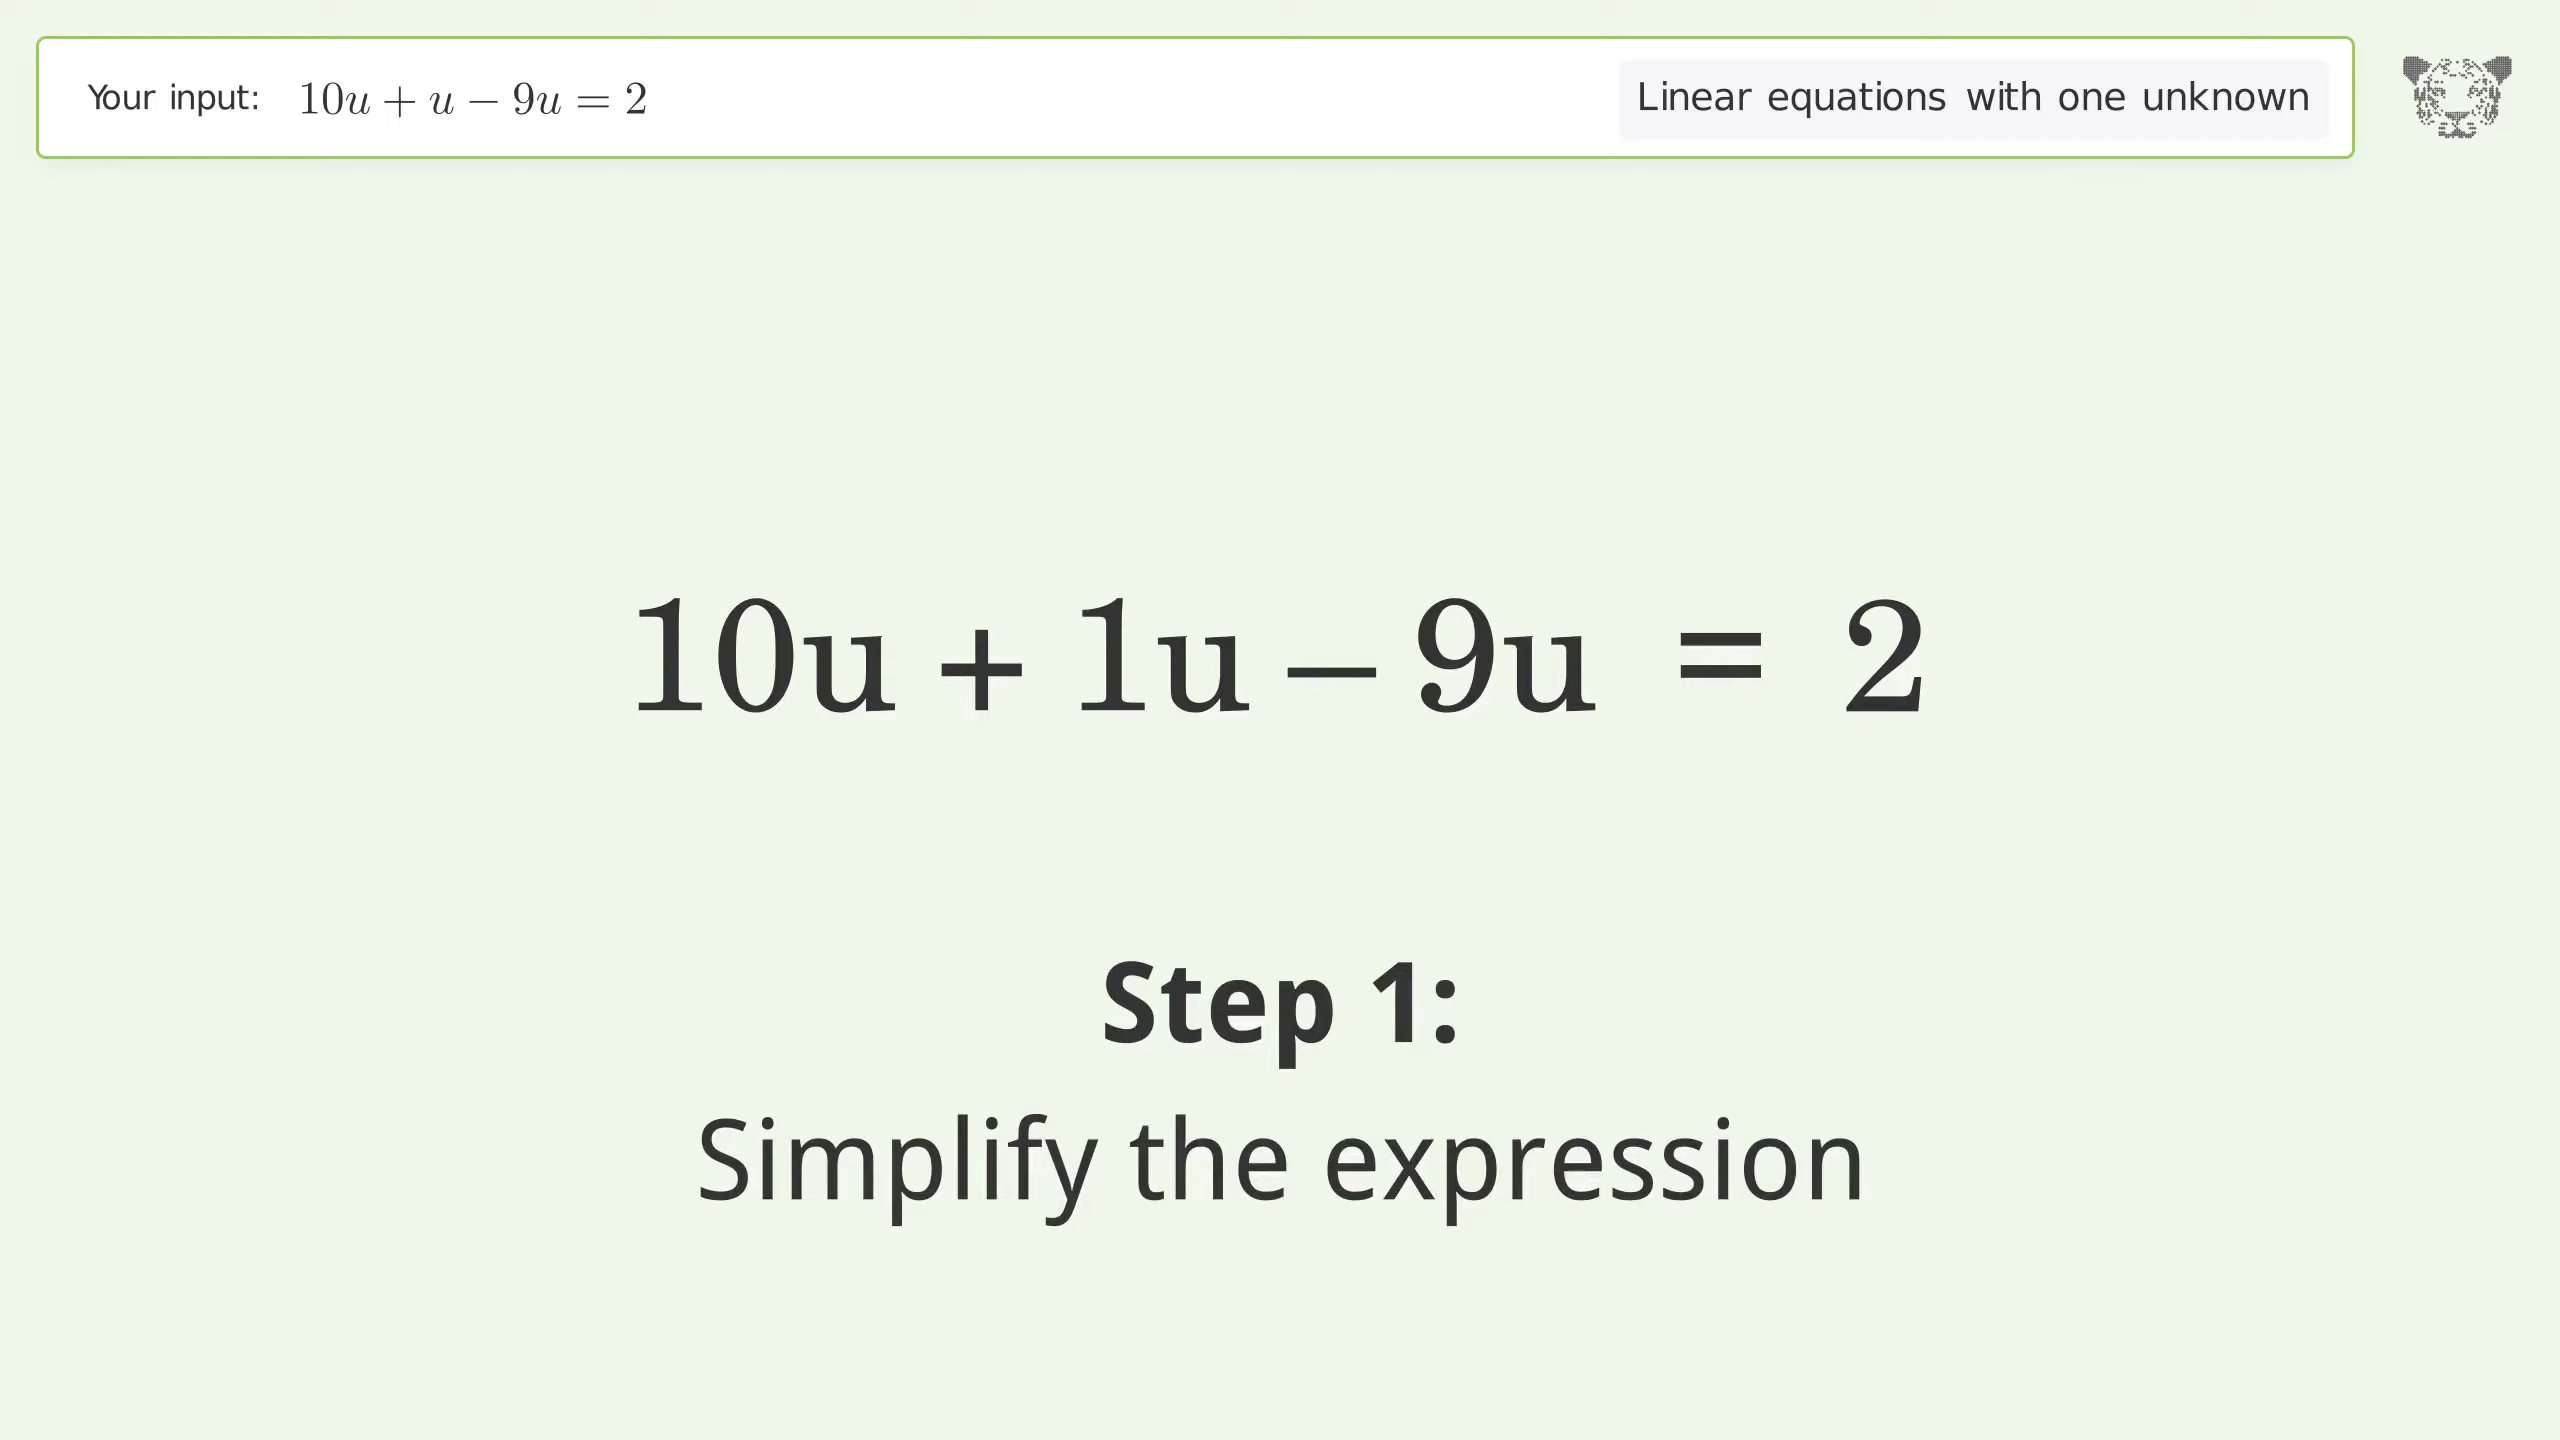 Your input: 10u + u − 9u = 2
Linear equations with one unknown
10u + 1u – 9u = 2
Step 1:
Simplify the expression